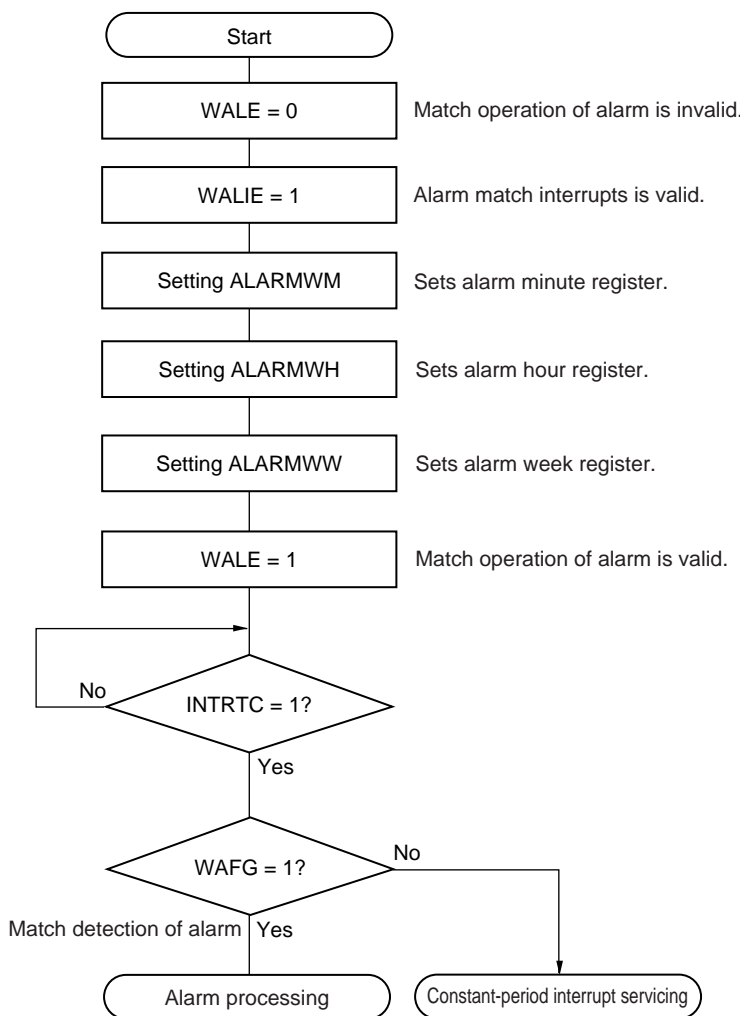 Start
WALE = 0
Match operation of alarm is invalid.
WALIE = 1
Alarm match interrupts is valid.
Setting ALARMWM
Sets alarm minute register.
Setting ALARMWH
Sets alarm hour register.
Setting ALARMWW
Sets alarm week register.
WALE = 1
Match operation of alarm is valid.
No
INTRTC = 1?
Yes
WAFG = 1?
No
Match detection of alarm
Yes
Alarm processing
Constant-period interrupt servicing